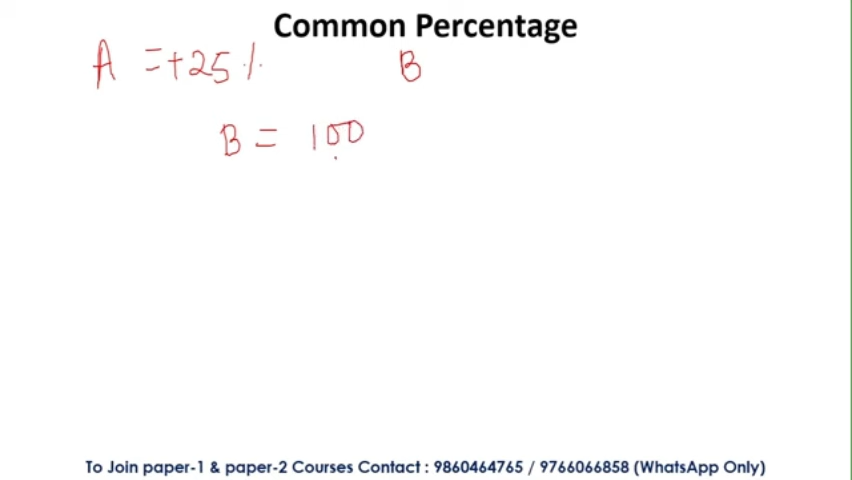 Common Percentage
A = +25 % B
B = 100
To Join paper-1 & paper-2 Courses Contact : 9860464765 / 9766066858 (WhatsApp Only)